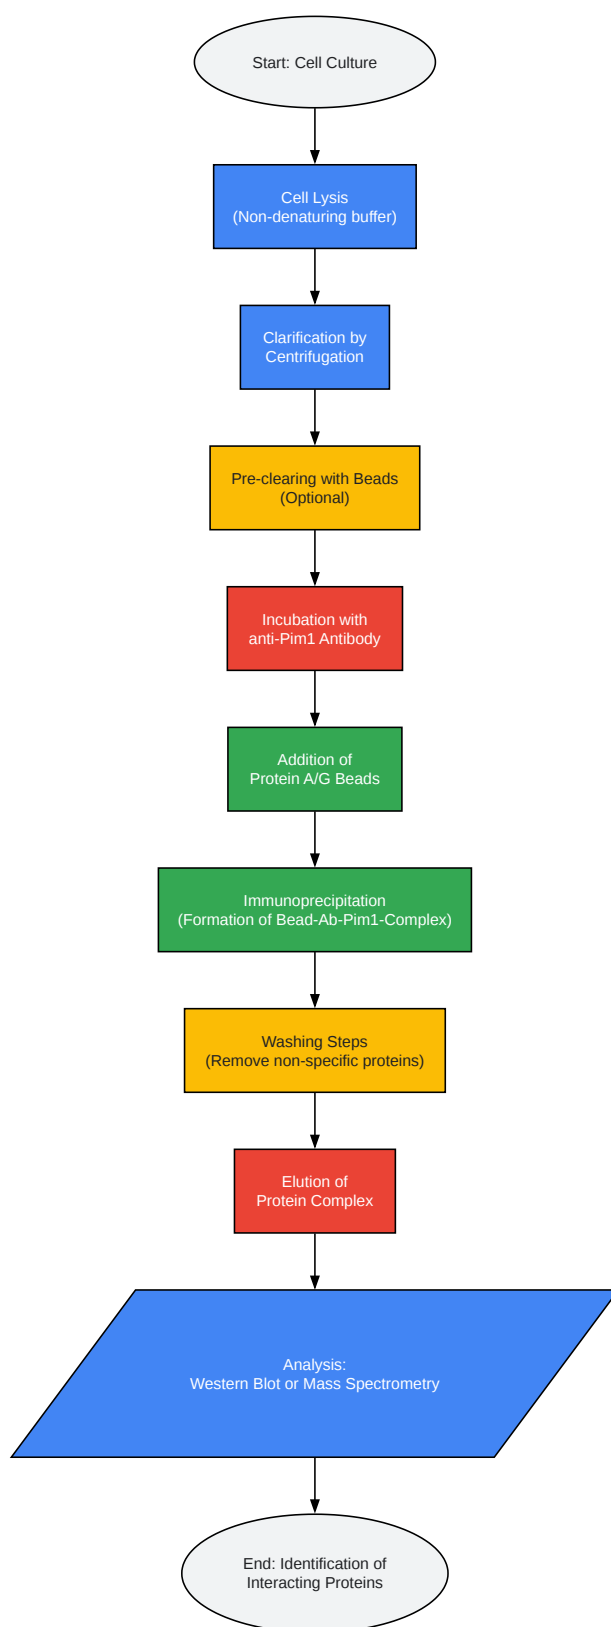 Start: Cell Culture
Cell Lysis
(Non-denaturing buffer)
Clarification by
Centrifugation
Pre-clearing with Beads
(Optional)
Incubation with
anti-Pim1 Antibody
Addition of
Protein A/G Beads
Immunoprecipitation
(Formation of Bead-Ab-Pim1-Complex)
Washing Steps
(Remove non-specific proteins)
Elution of
Protein Complex
Analysis:
Western Blot or Mass Spectrometry
End: Identification of
Interacting Proteins